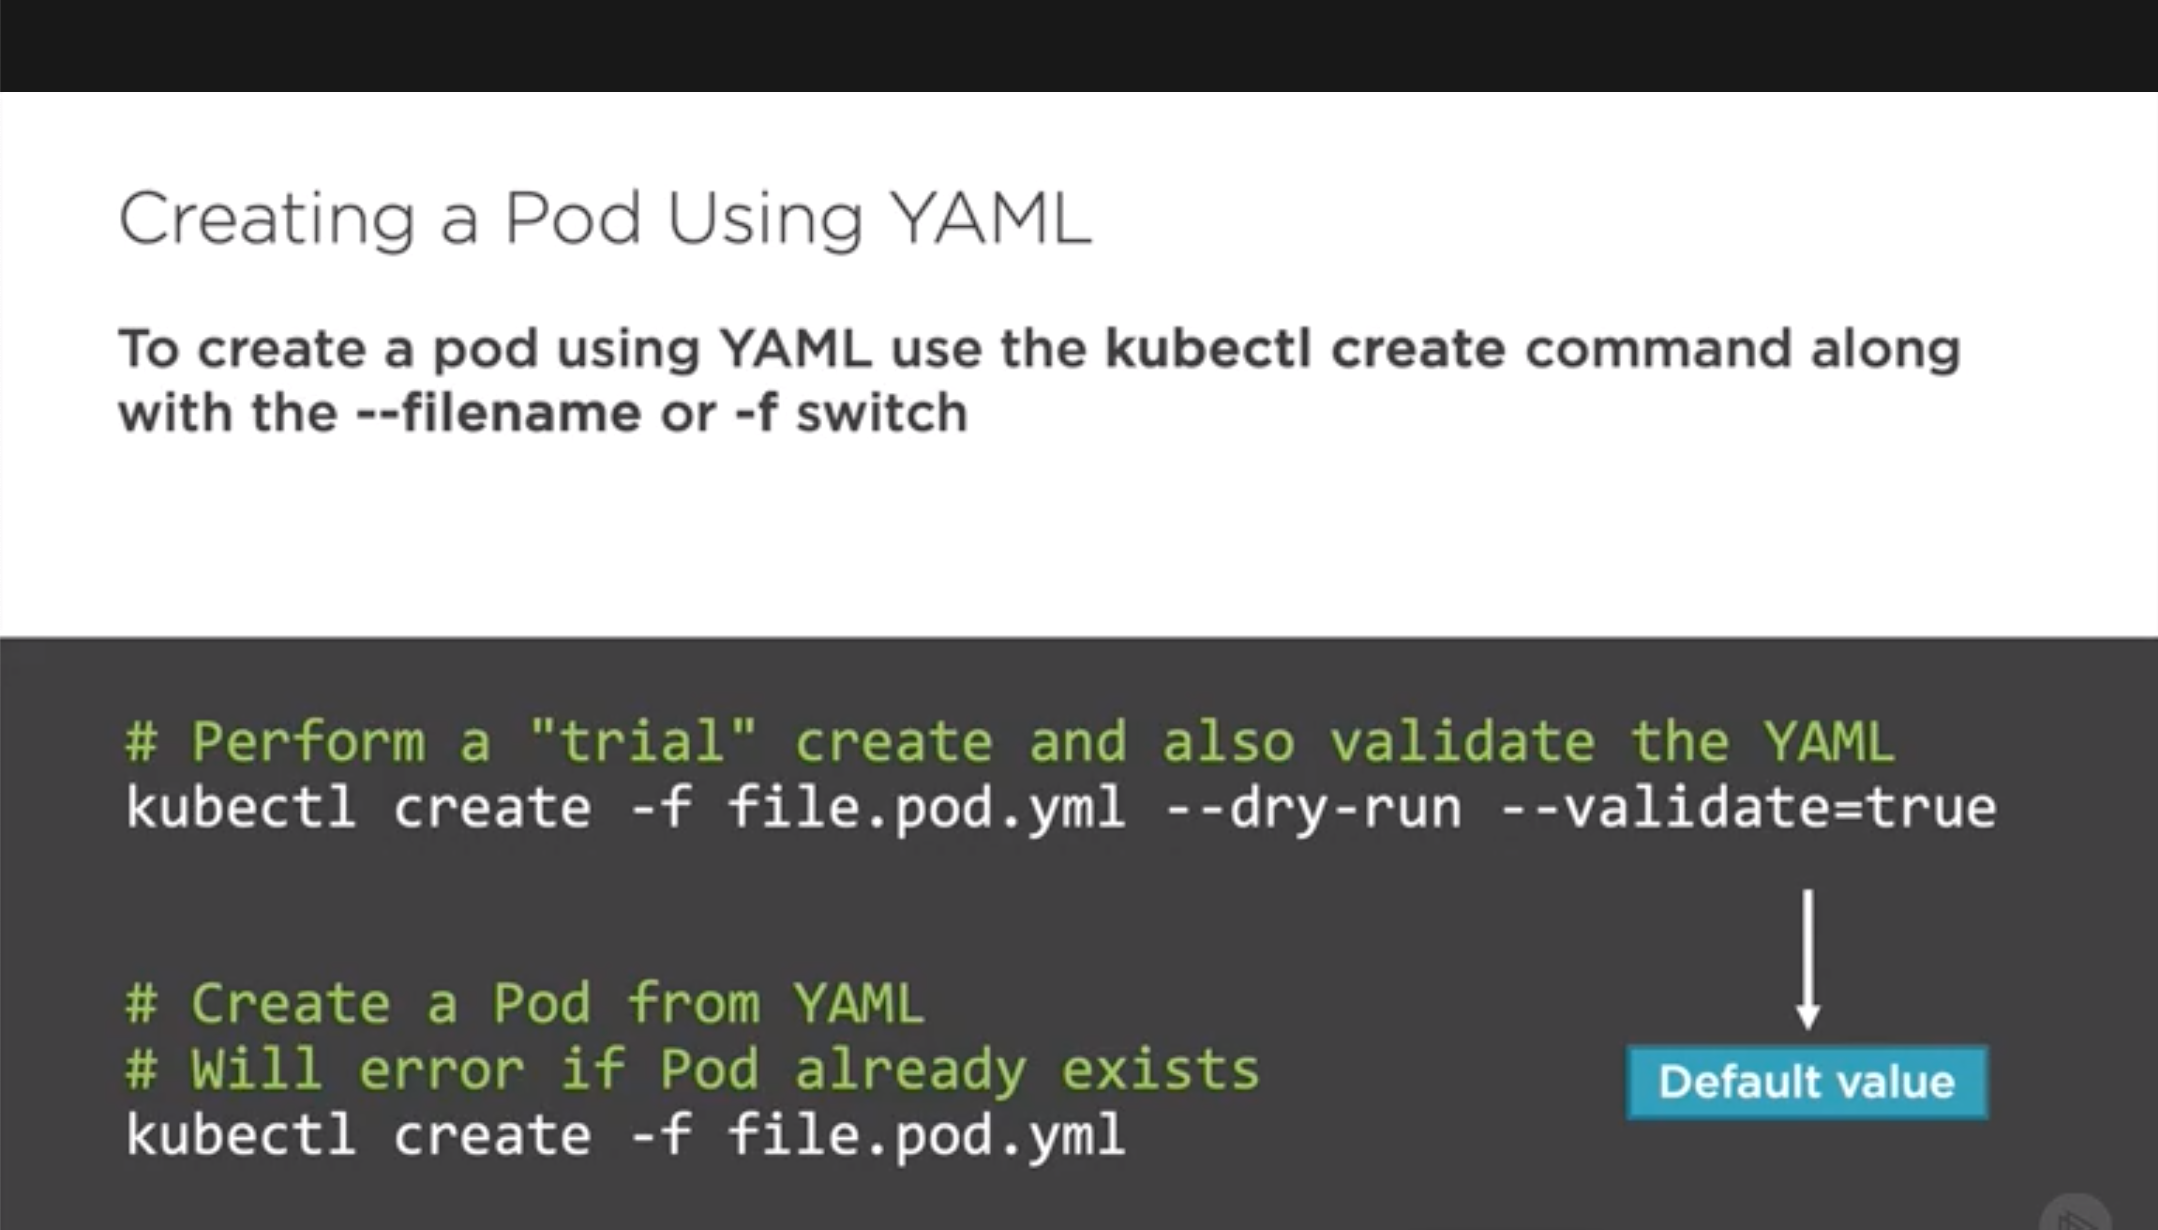 Creating a Pod Using YAML
To create a pod using YAML use the kubectl create command along
with the --filename or -f switch
# Perform a "trial" create and also validate the YAML
kubectl create -f file.pod.yml --dry-run --validate=true
# Create a Pod from YAML
# Will error if Pod already exists
kubectl create -f file.pod.yml
Default value